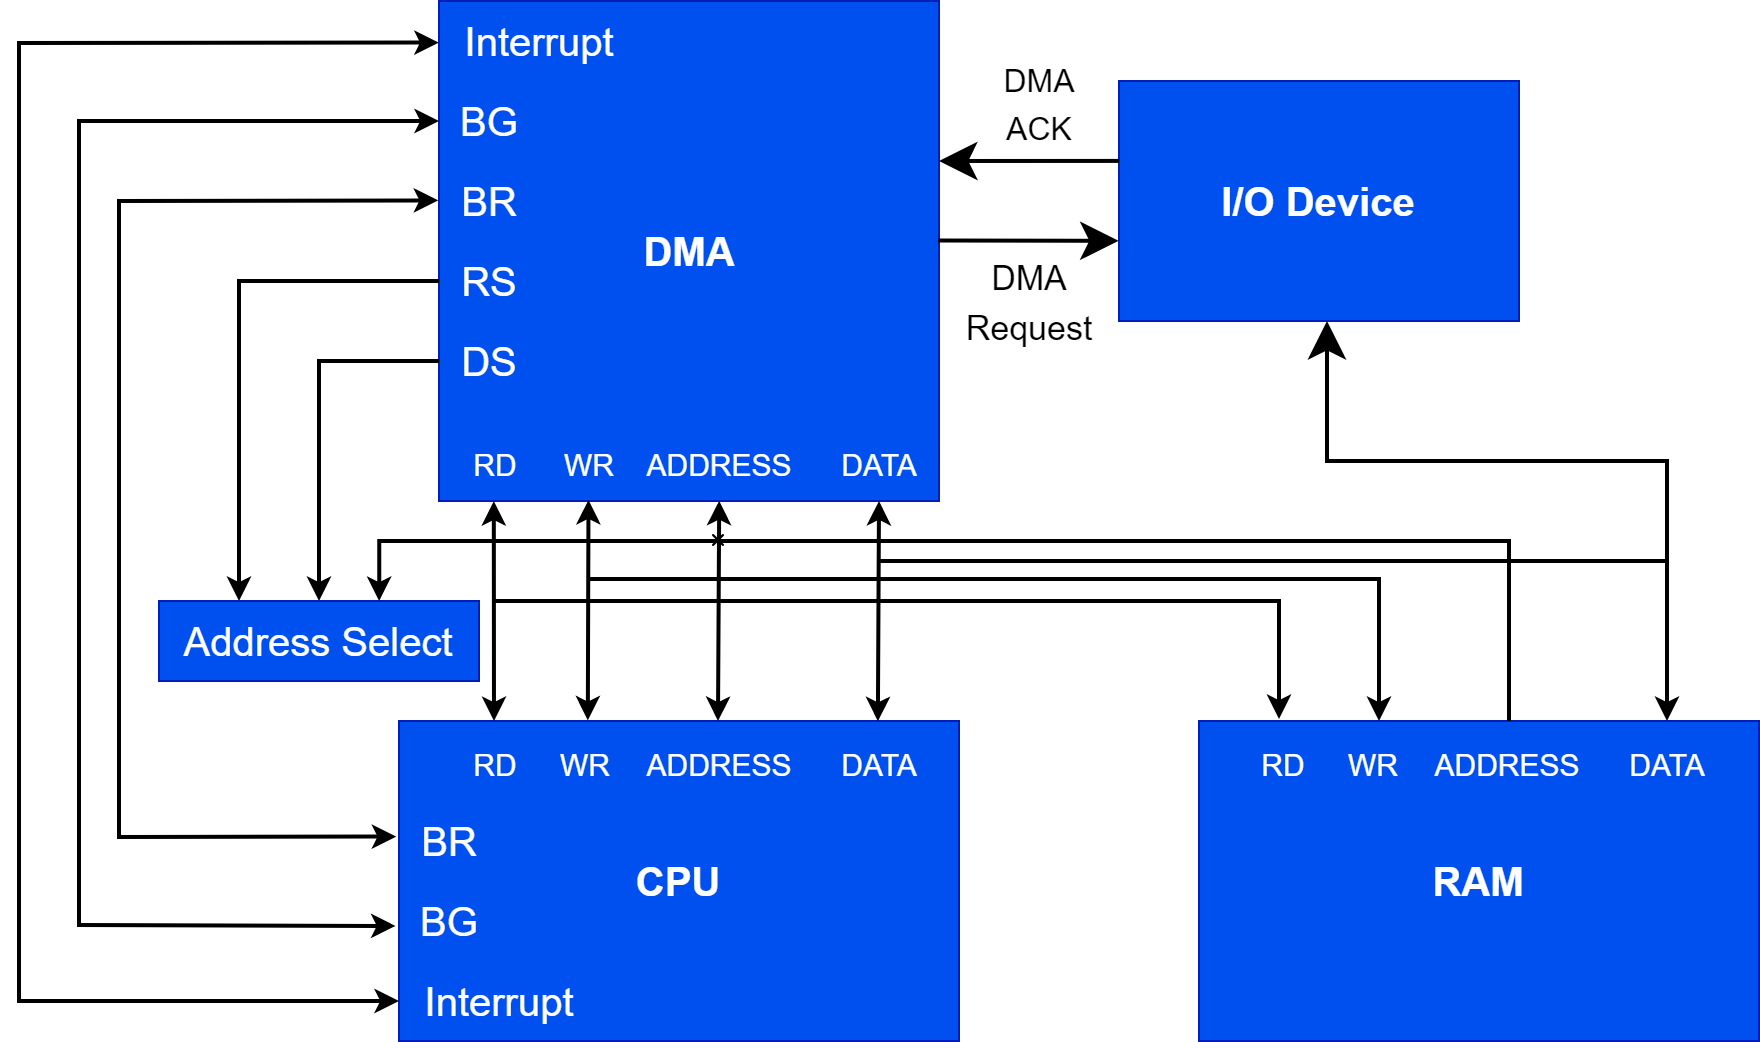 Interrupt
BG
BR
RS
DS
DMA
RD WR ADDRESS DATA
DMA
ACK
DMA
Request
I/O Device
Address Select
RD WR ADDRESS DATA
BR
BG
Interrupt
CPU
RD WR ADDRESS DATA
RAM